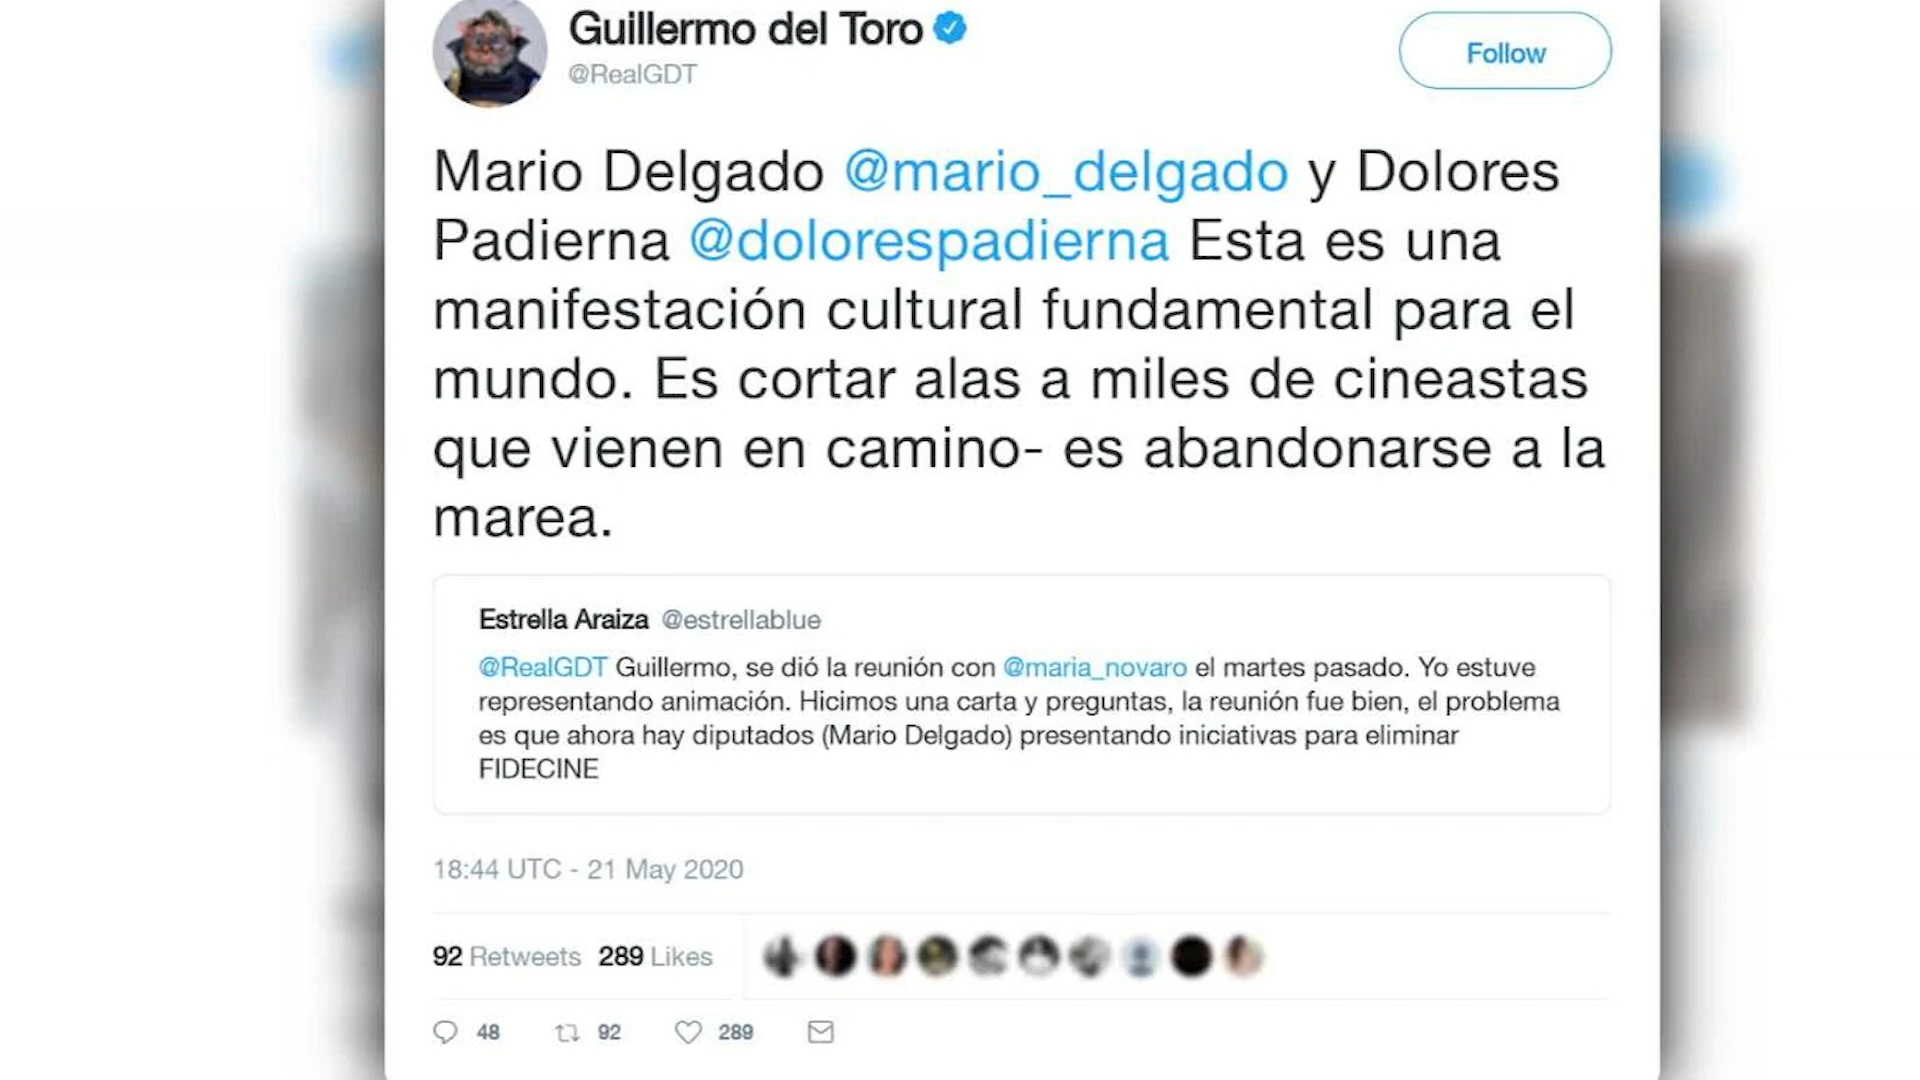 Guillermo del Toro
@RealGDT
Follow
Mario Delgado @mario_delgado y Dolores
Padierna @dolorespadierna Esta es una
manifestación cultural fundamental para el
mundo. Es cortar alas a miles de cineastas
que vienen en camino- es abandonarse a la
marea.
Estrella Araiza @estrellablue
@RealGDT Guillermo, se dió la reunión con @maria_novaro el martes pasado. Yo estuve
representando animación. Hicimos una carta y preguntas, la reunión fue bien, el problema
es que ahora hay diputados (Mario Delgado) presentando iniciativas para eliminar
FIDECINE
18:44 UTC - 21 May 2020
92 Retweets 289 Likes
48 92 289